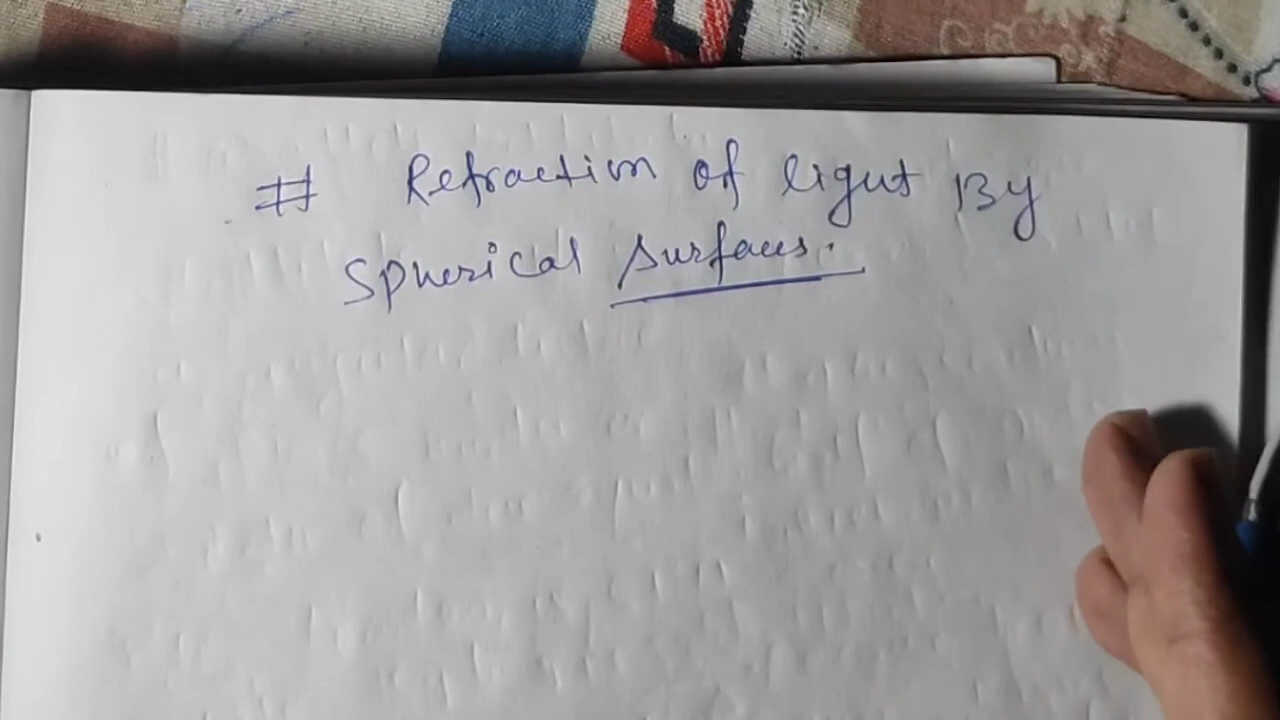 # Refraction of light By
Spherical surfaces.